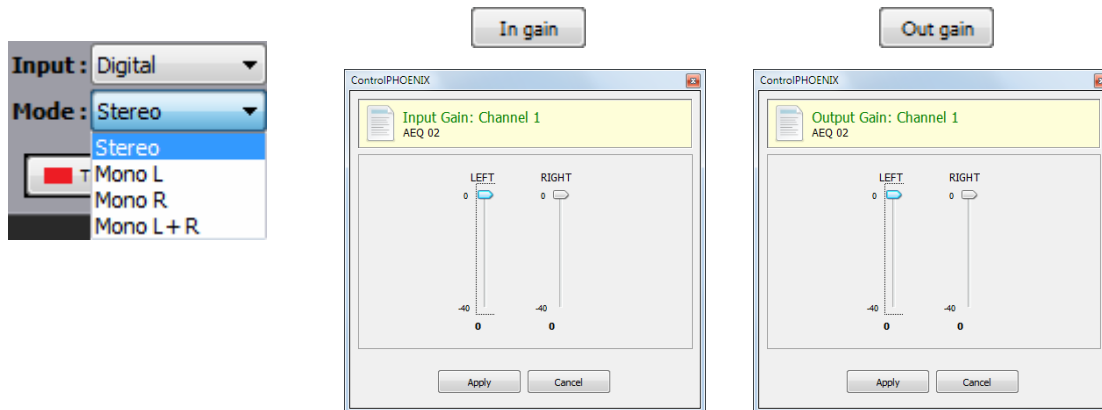 Input: Digital
Mode: Stereo
Stereo
Mono L
Mono R
Mono L+R
T
In gain
ControlPHOENIX
Input Gain: Channel 1
AEQ 02
LEFT RIGHT
0 0
-40 -40
0 0
Apply Cancel
Out gain
ControlPHOENIX
Output Gain: Channel 1
AEQ 02
LEFT RIGHT
0 0
-40 -40
0 0
Apply Cancel